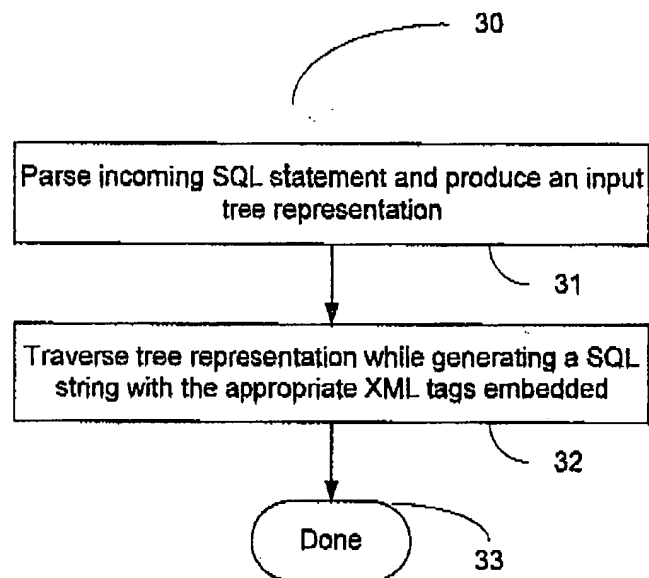 30
Parse incoming SQL statement and produce an input
tree representation
31
Traverse tree representation while generating a SQL
string with the appropriate XML tags embedded
32
Done
33